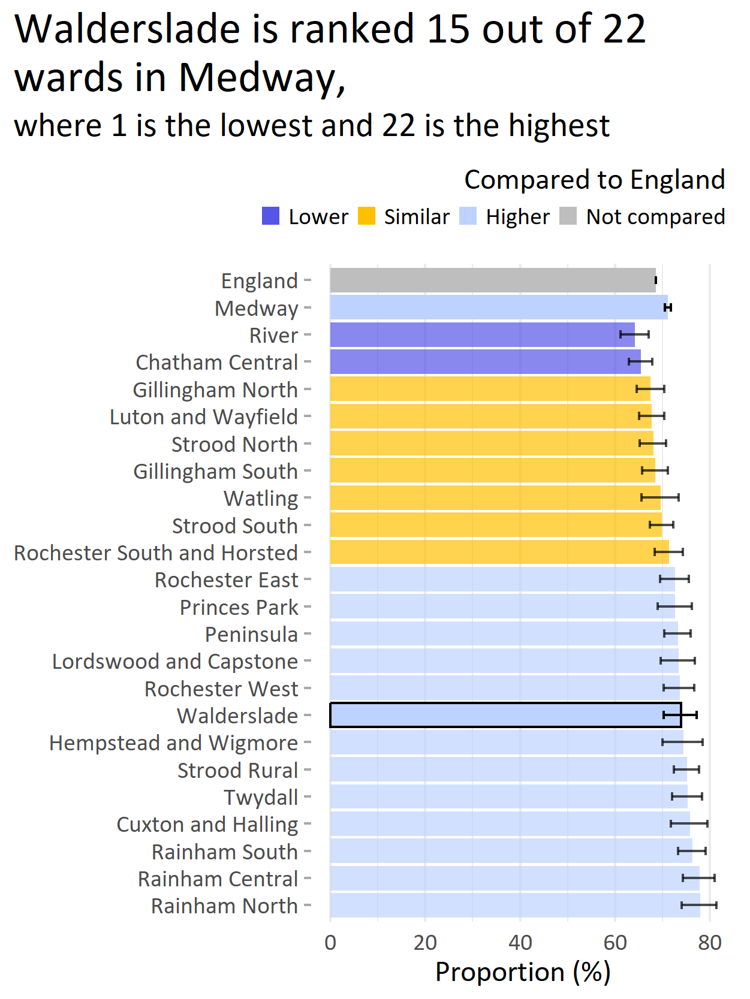 Walderslade is ranked 15 out of 22
wards in Medway,
where 1 is the lowest and 22 is the highest
Compared to England
Lower Similar Higher Not compared
England
Medway
River
Chatham Central
Gillingham North
Luton and Wayfield
Strood North
Gillingham South
Watling
Strood South
Rochester South and Horsted
Rochester East
Princes Park
Peninsula
Lordswood and Capstone
Rochester West
Walderslade
Hempstead and Wigmore
Strood Rural
Twydall
Cuxton and Halling
Rainham South
Rainham Central
Rainham North
0 20 40 60 80
Proportion (%)